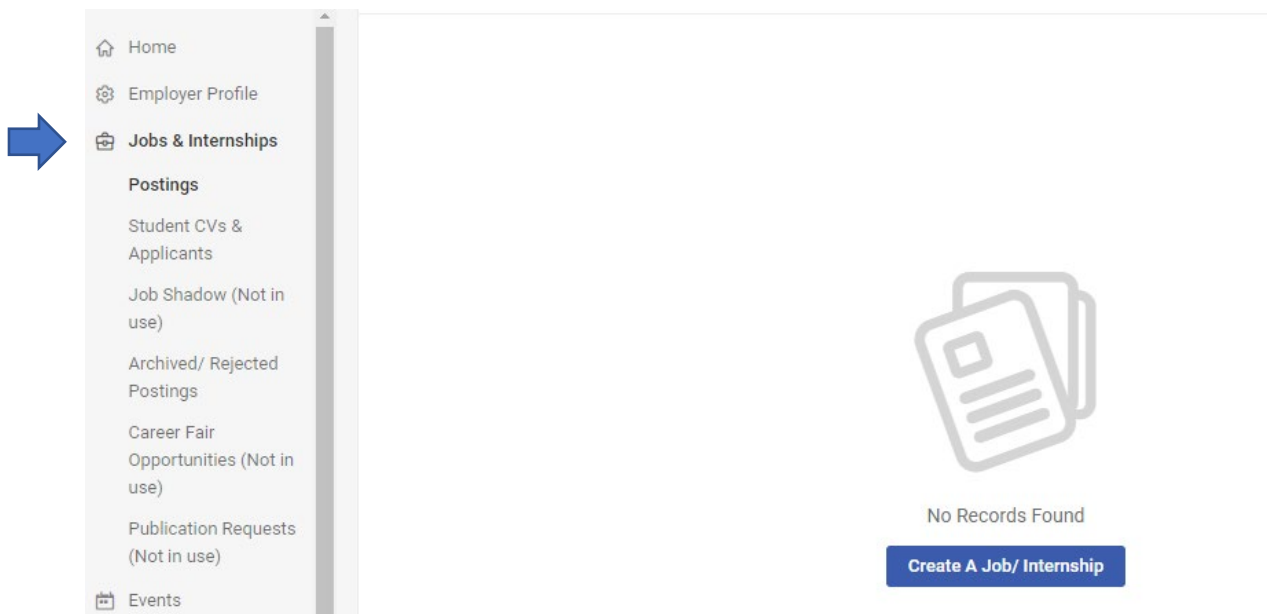 Home
Employer Profile
Jobs & Internships
Postings
Student CVs &
Applicants
Job Shadow (Not in
use)
Archived/ Rejected
Postings
Career Fair
Opportunities (Not in
use)
Publication Requests
(Not in use)
Events
No Records Found
Create A Job/ Internship